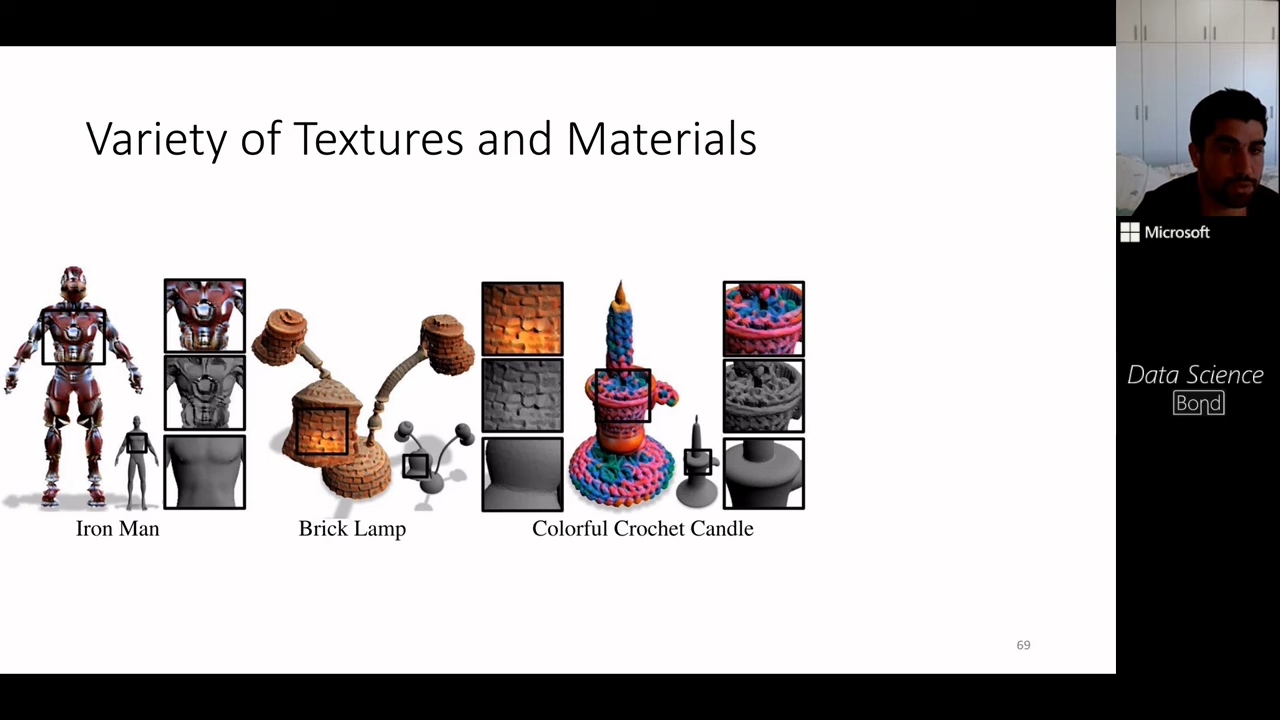 Variety of Textures and Materials
Iron Man
Brick Lamp
Colorful Crochet Candle
69
Microsoft
Data Science
Bond